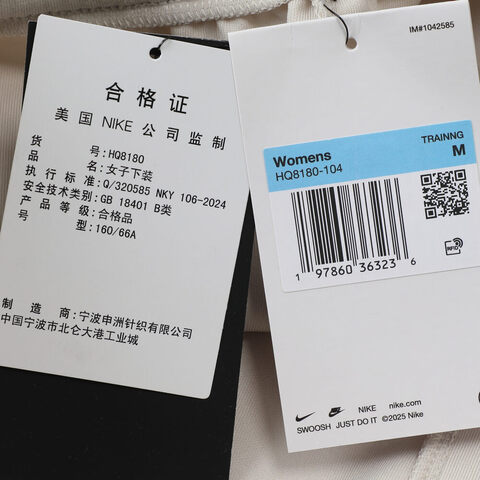 合格证
美国 NIKE 公司监制
货号:HQ8180
品名:女子下装
执行标准:Q/320585 NKY 106-2024
安全技术类别:GB 18401 B类
产品等级:合格品
号型:160/66A
制造商:宁波申洲针织有限公司
中国宁波市北仑大港工业城
IM#1042585
TRAINNG
Womens M
HQ8180-104
RFID
1 97860 36323 6
NIKE nike.com
SWOOSH JUST DO IT ©2025 Nike